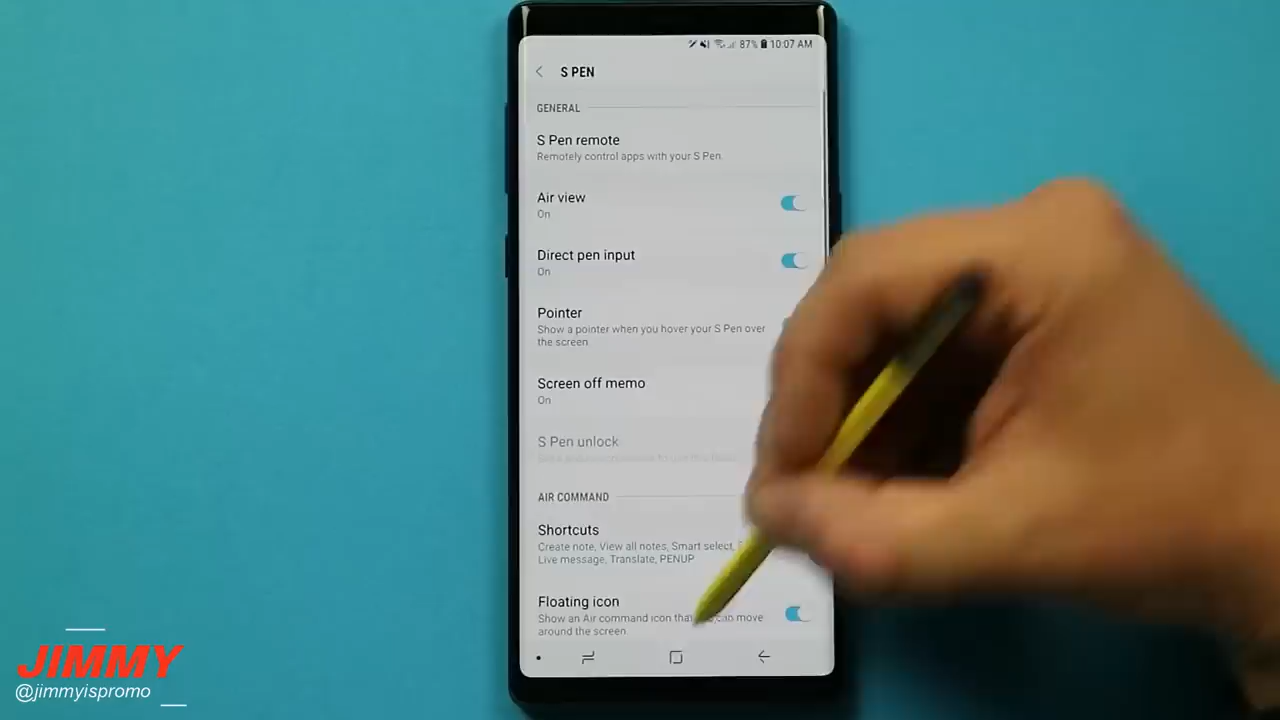 87% 10:07 AM
S PEN
GENERAL
S Pen remote
Remotely control apps with your S Pen.
Air view
On
Direct pen input
On
Pointer
Show a pointer when you hover your S Pen over
the screen.
Screen off memo
On
S Pen unlock
AIR COMMAND
Shortcuts
Create note, View all notes, Smart select,
Live message, Translate, PENUP
Floating icon
Show an Air command icon that can move
around the screen.
JIMMY
@jimmyispromo